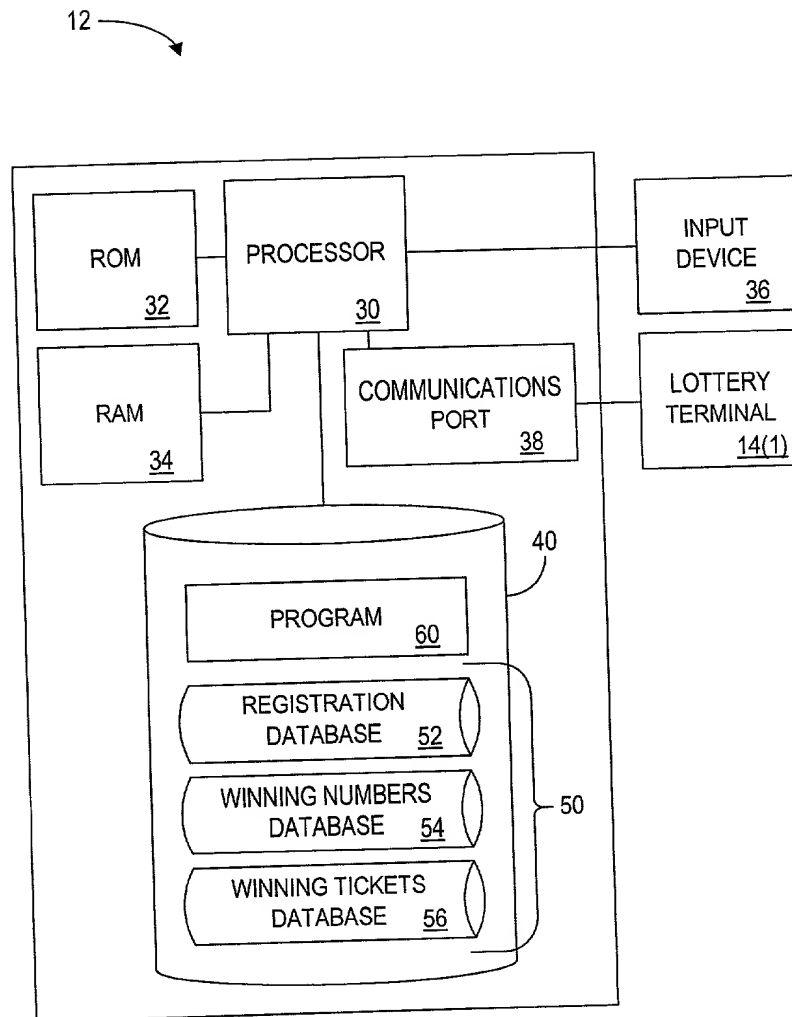 12
ROM
32
PROCESSOR
30
INPUT
DEVICE
36
RAM
34
COMMUNICATIONS
PORT
38
LOTTERY
TERMINAL
14(1)
40
PROGRAM
60
REGISTRATION
DATABASE 52
WINNING NUMBERS
DATABASE 54
50
WINNING TICKETS
DATABASE 56